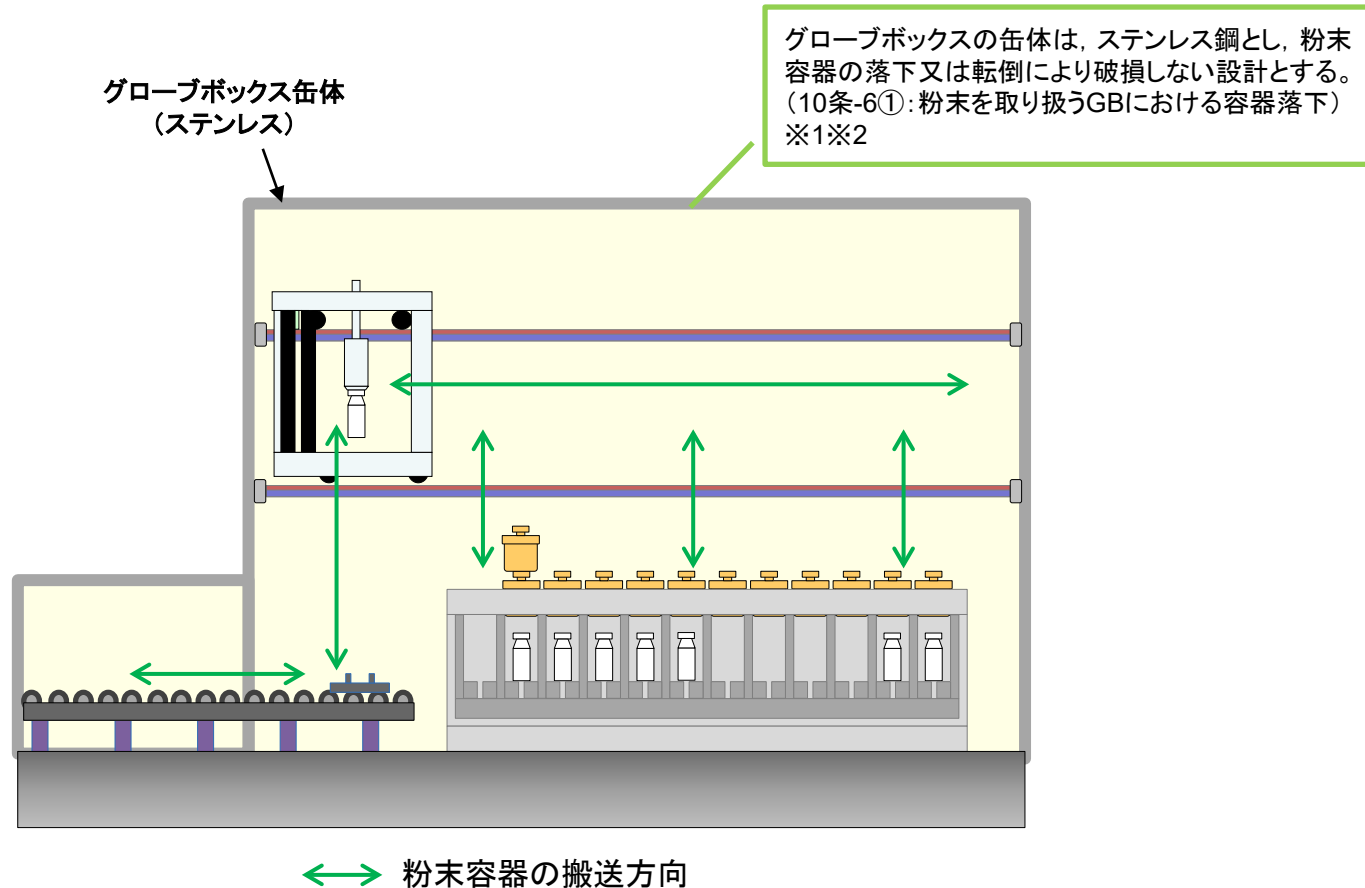 グローブボックスの缶体は，ステンレス鋼とし，粉末
容器の落下又は転倒により破損しない設計とする。
（10条-6①：粉末を取り扱うGBにおける容器落下）
※1※2
グローブボックス缶体
（ステンレス）
粉末容器の搬送方向